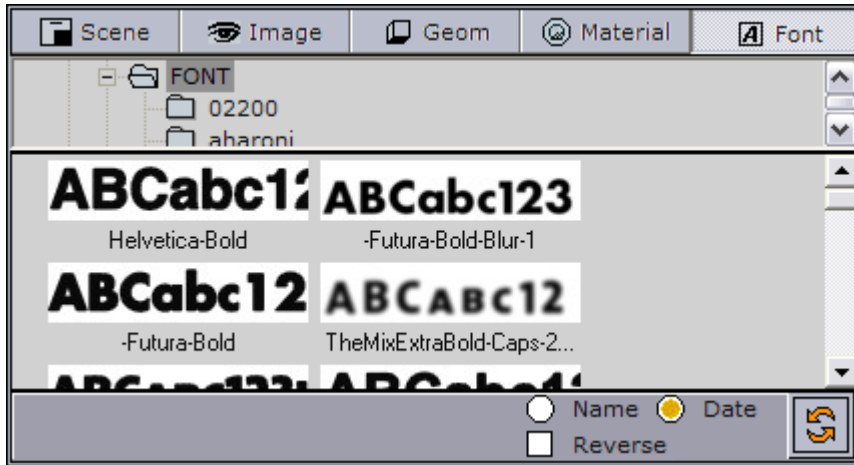 Scene Image Geom Material A Font
FONT
02200
aharoni
ABCabc12 ABCabc123
Helvetica-Bold -Futura-Bold-Blur-1
ABCabc12 ABCABC12
-Futura-Bold TheMixExtraBold-Caps-2...
Name Date
Reverse